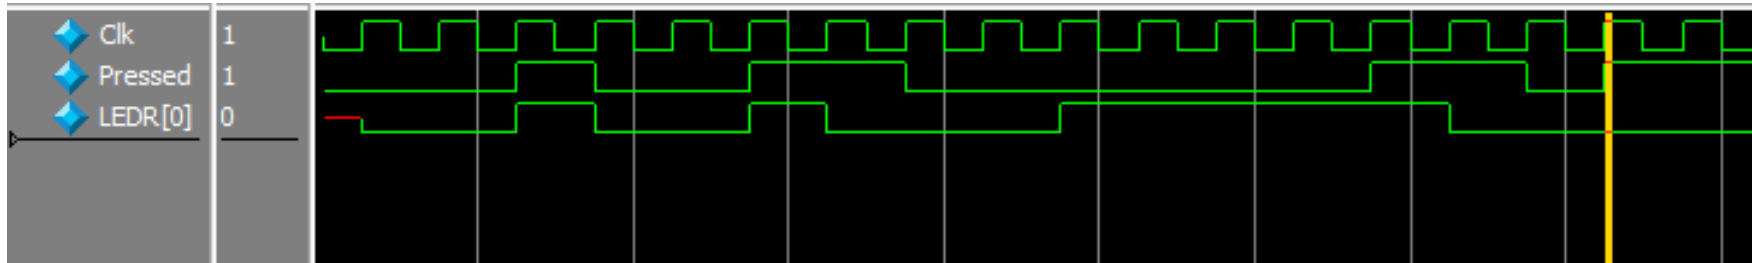 Clk 1
Pressed 1
LEDR[0] 0